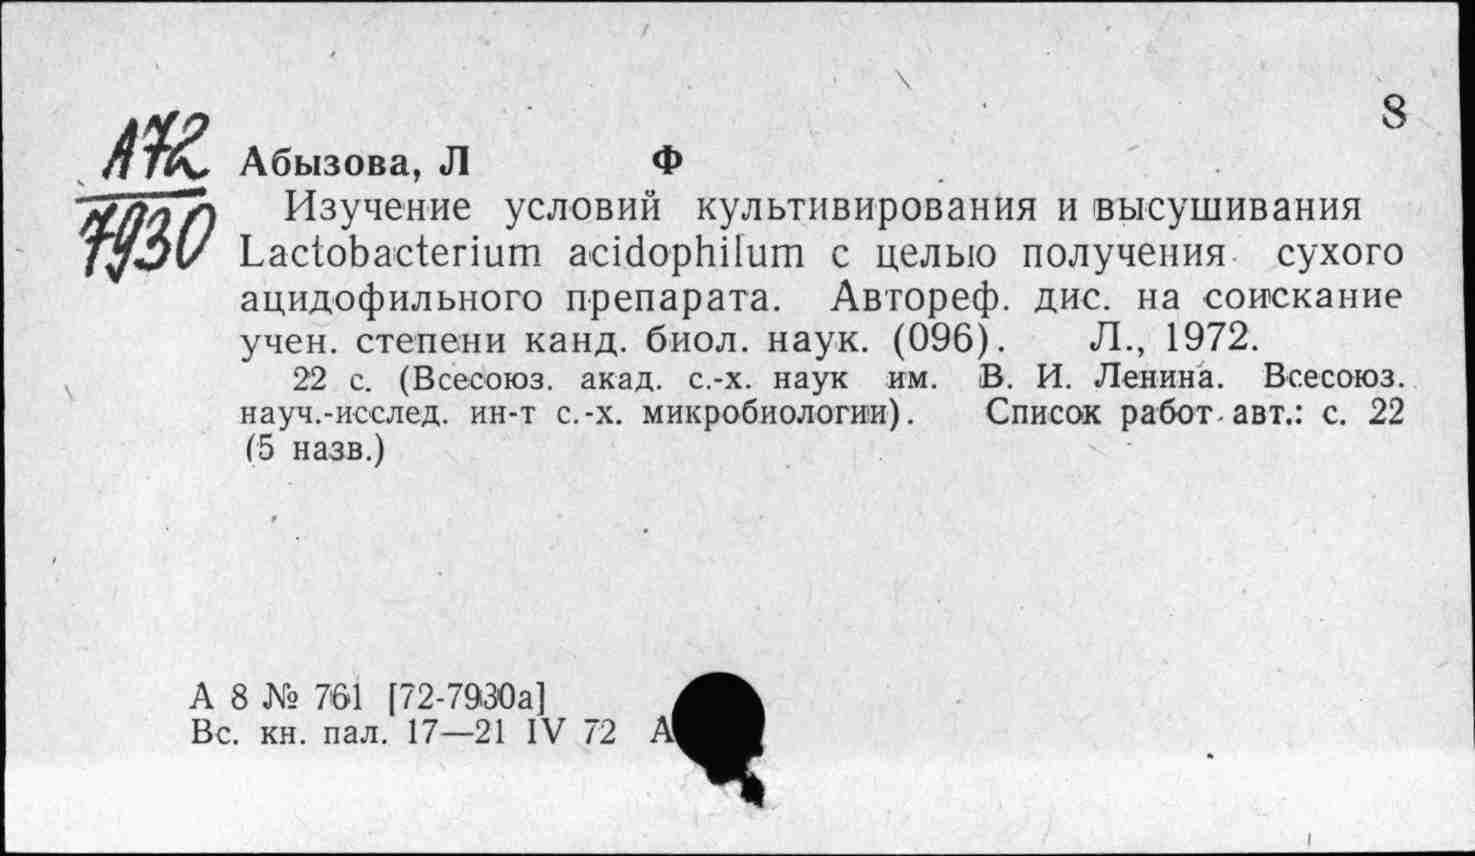 8
А72
7930
Абызова, Л Ф
Изучение условий культивирования и высушивания
Lactobacterium acidophilum с целью получения сухого
ацидофильного препарата. Автореф. дис. на соискание
учен. степени канд. биол. наук. (096). Л., 1972.
22 с. (Всесоюз. акад. с.-х. наук им. В. И. Ленина. Всесоюз.
науч.-исслед. ин-т с.-х. микробиологии). Список работ авт.: с. 22
(5 назв.)
А 8 № 761 [72-7930а]
Вс. кн. пал. 17—21 IV 72 А